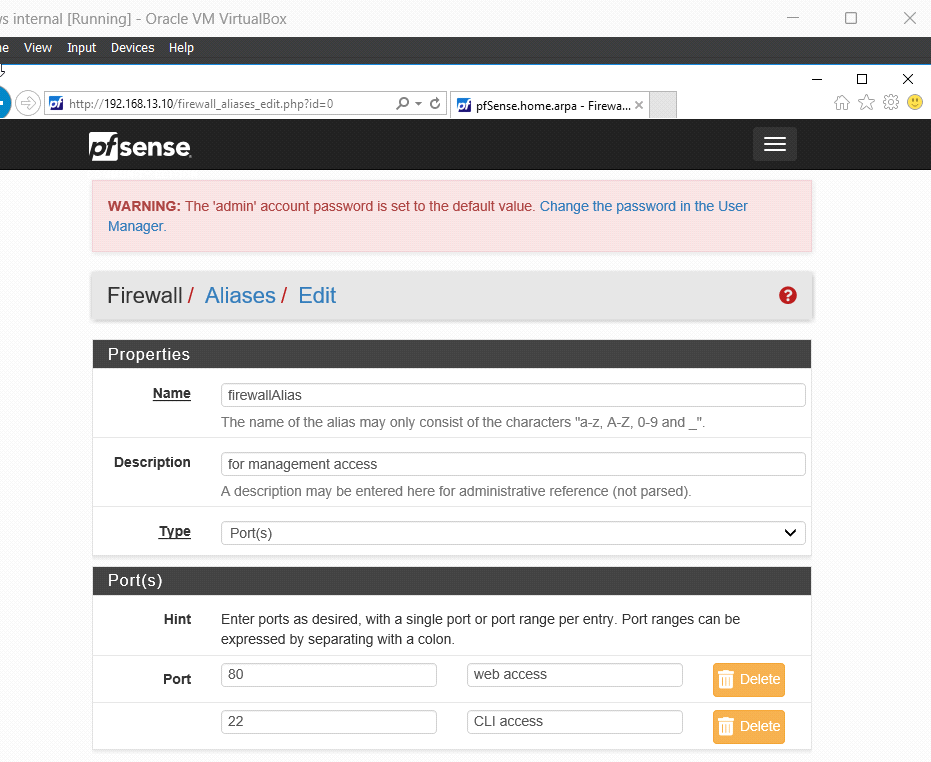 ws internal [Running] - Oracle VM VirtualBox
View Input Devices Help
http://192.168.13.10/firewall_aliases_edit.php?id=0
pf pfSense.home.arpa - Firewa...
pfsense
WARNING: The 'admin' account password is set to the default value. Change the password in the User
Manager.
Firewall / Aliases / Edit
Properties
Name
firewallAlias
The name of the alias may only consist of the characters "a-z, A-Z, 0-9 and _".
Description
for management access
A description may be entered here for administrative reference (not parsed).
Type
Port(s)
Port(s)
Hint
Enter ports as desired, with a single port or port range per entry. Port ranges can be
expressed by separating with a colon.
Port
80
web access
Delete
22
CLI access
Delete